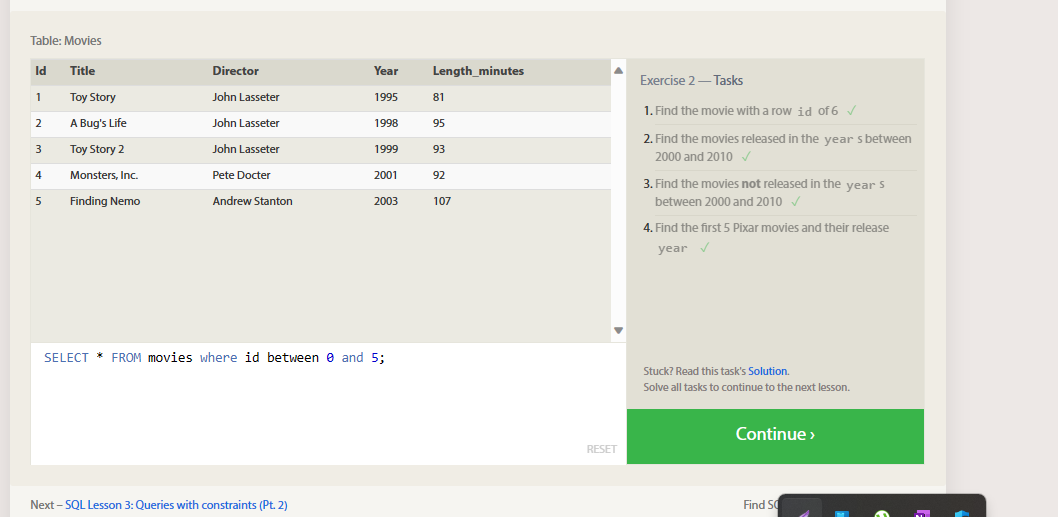 Table: Movies
Id Title Director Year Length_minutes
1 Toy Story John Lasseter 1995 81
2 A Bug's Life John Lasseter 1998 95
3 Toy Story 2 John Lasseter 1999 93
4 Monsters, Inc. Pete Docter 2001 92
5 Finding Nemo Andrew Stanton 2003 107
SELECT * FROM movies where id between 0 and 5;
RESET
Exercise 2 — Tasks
1. Find the movie with a row id of 6 ✓
2. Find the movies released in the year s between
2000 and 2010 ✓
3. Find the movies not released in the year s
between 2000 and 2010 ✓
4. Find the first 5 Pixar movies and their release
year ✓
Stuck? Read this task's Solution.
Solve all tasks to continue to the next lesson.
Continue ›
Next – SQL Lesson 3: Queries with constraints (Pt. 2)
Find